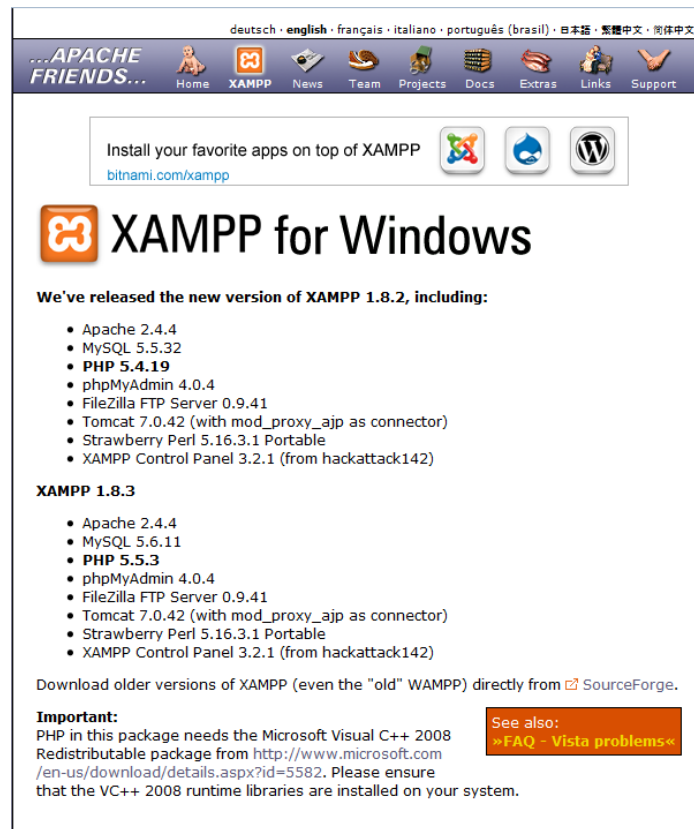 deutsch · english · français · italiano · português (brasil) · 日本語 · 繁體中文 · 简体中文
...APACHE
FRIENDS...
Home XAMPP News Team Projects Docs Extras Links Support
Install your favorite apps on top of XAMPP
bitnami.com/xampp
XAMPP for Windows
We've released the new version of XAMPP 1.8.2, including:
• Apache 2.4.4
• MySQL 5.5.32
• PHP 5.4.19
• phpMyAdmin 4.0.4
• FileZilla FTP Server 0.9.41
• Tomcat 7.0.42 (with mod_proxy_ajp as connector)
• Strawberry Perl 5.16.3.1 Portable
• XAMPP Control Panel 3.2.1 (from hackattack142)
XAMPP 1.8.3
• Apache 2.4.4
• MySQL 5.6.11
• PHP 5.5.3
• phpMyAdmin 4.0.4
• FileZilla FTP Server 0.9.41
• Tomcat 7.0.42 (with mod_proxy_ajp as connector)
• Strawberry Perl 5.16.3.1 Portable
• XAMPP Control Panel 3.2.1 (from hackattack142)
Download older versions of XAMPP (even the "old" WAMPP) directly from SourceForge.
Important:
PHP in this package needs the Microsoft Visual C++ 2008
Redistributable package from http://www.microsoft.com
/en-us/download/details.aspx?id=5582. Please ensure
that the VC++ 2008 runtime libraries are installed on your system.
See also:
»FAQ - Vista problems«